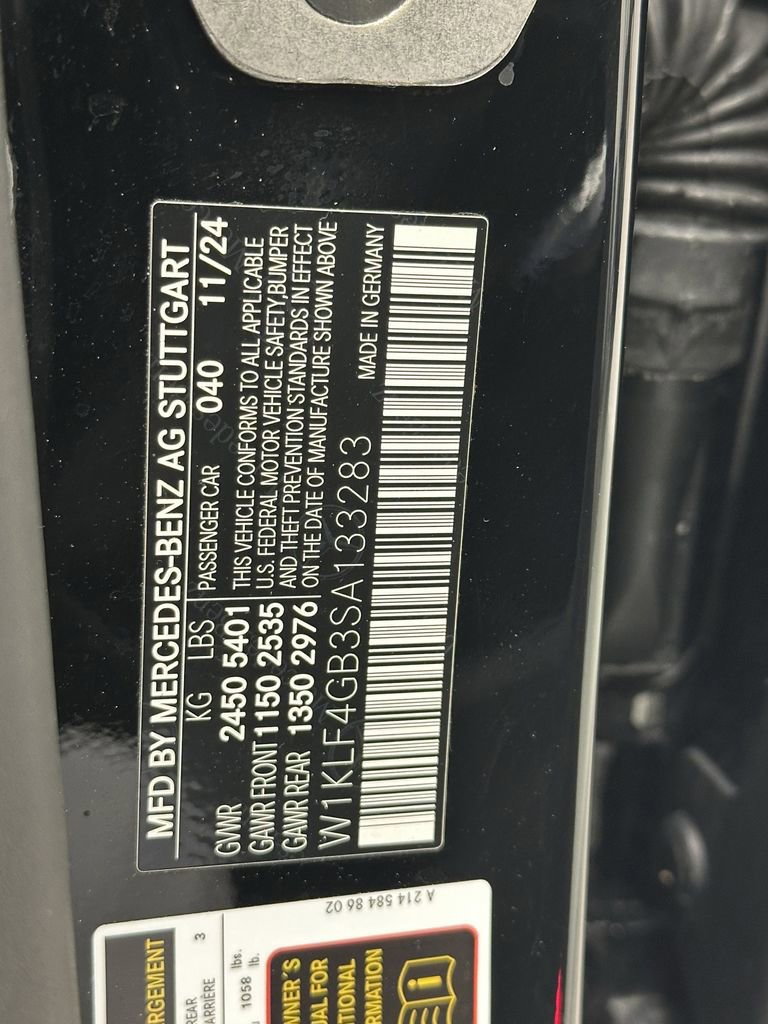 MFD BY MERCEDES-BENZ AG STUTTGART
KG LBS PASSENGER CAR 040 11/24
GVWR 2450 5401 THIS VEHICLE CONFORMS TO ALL APPLICABLE
GAWR FRONT 1150 2535 U.S. FEDERAL MOTOR VEHICLE SAFETY,BUMPER
GAWR REAR 1350 2976 AND THEFT PREVENTION STANDARDS IN EFFECT
ON THE DATE OF MANUFACTURE SHOWN ABOVE
W1KLF4GB3SA133283 MADE IN GERMANY
A 214 584 86 02
3
REAR
ARRIÈRE
1058 lbs.
lb.